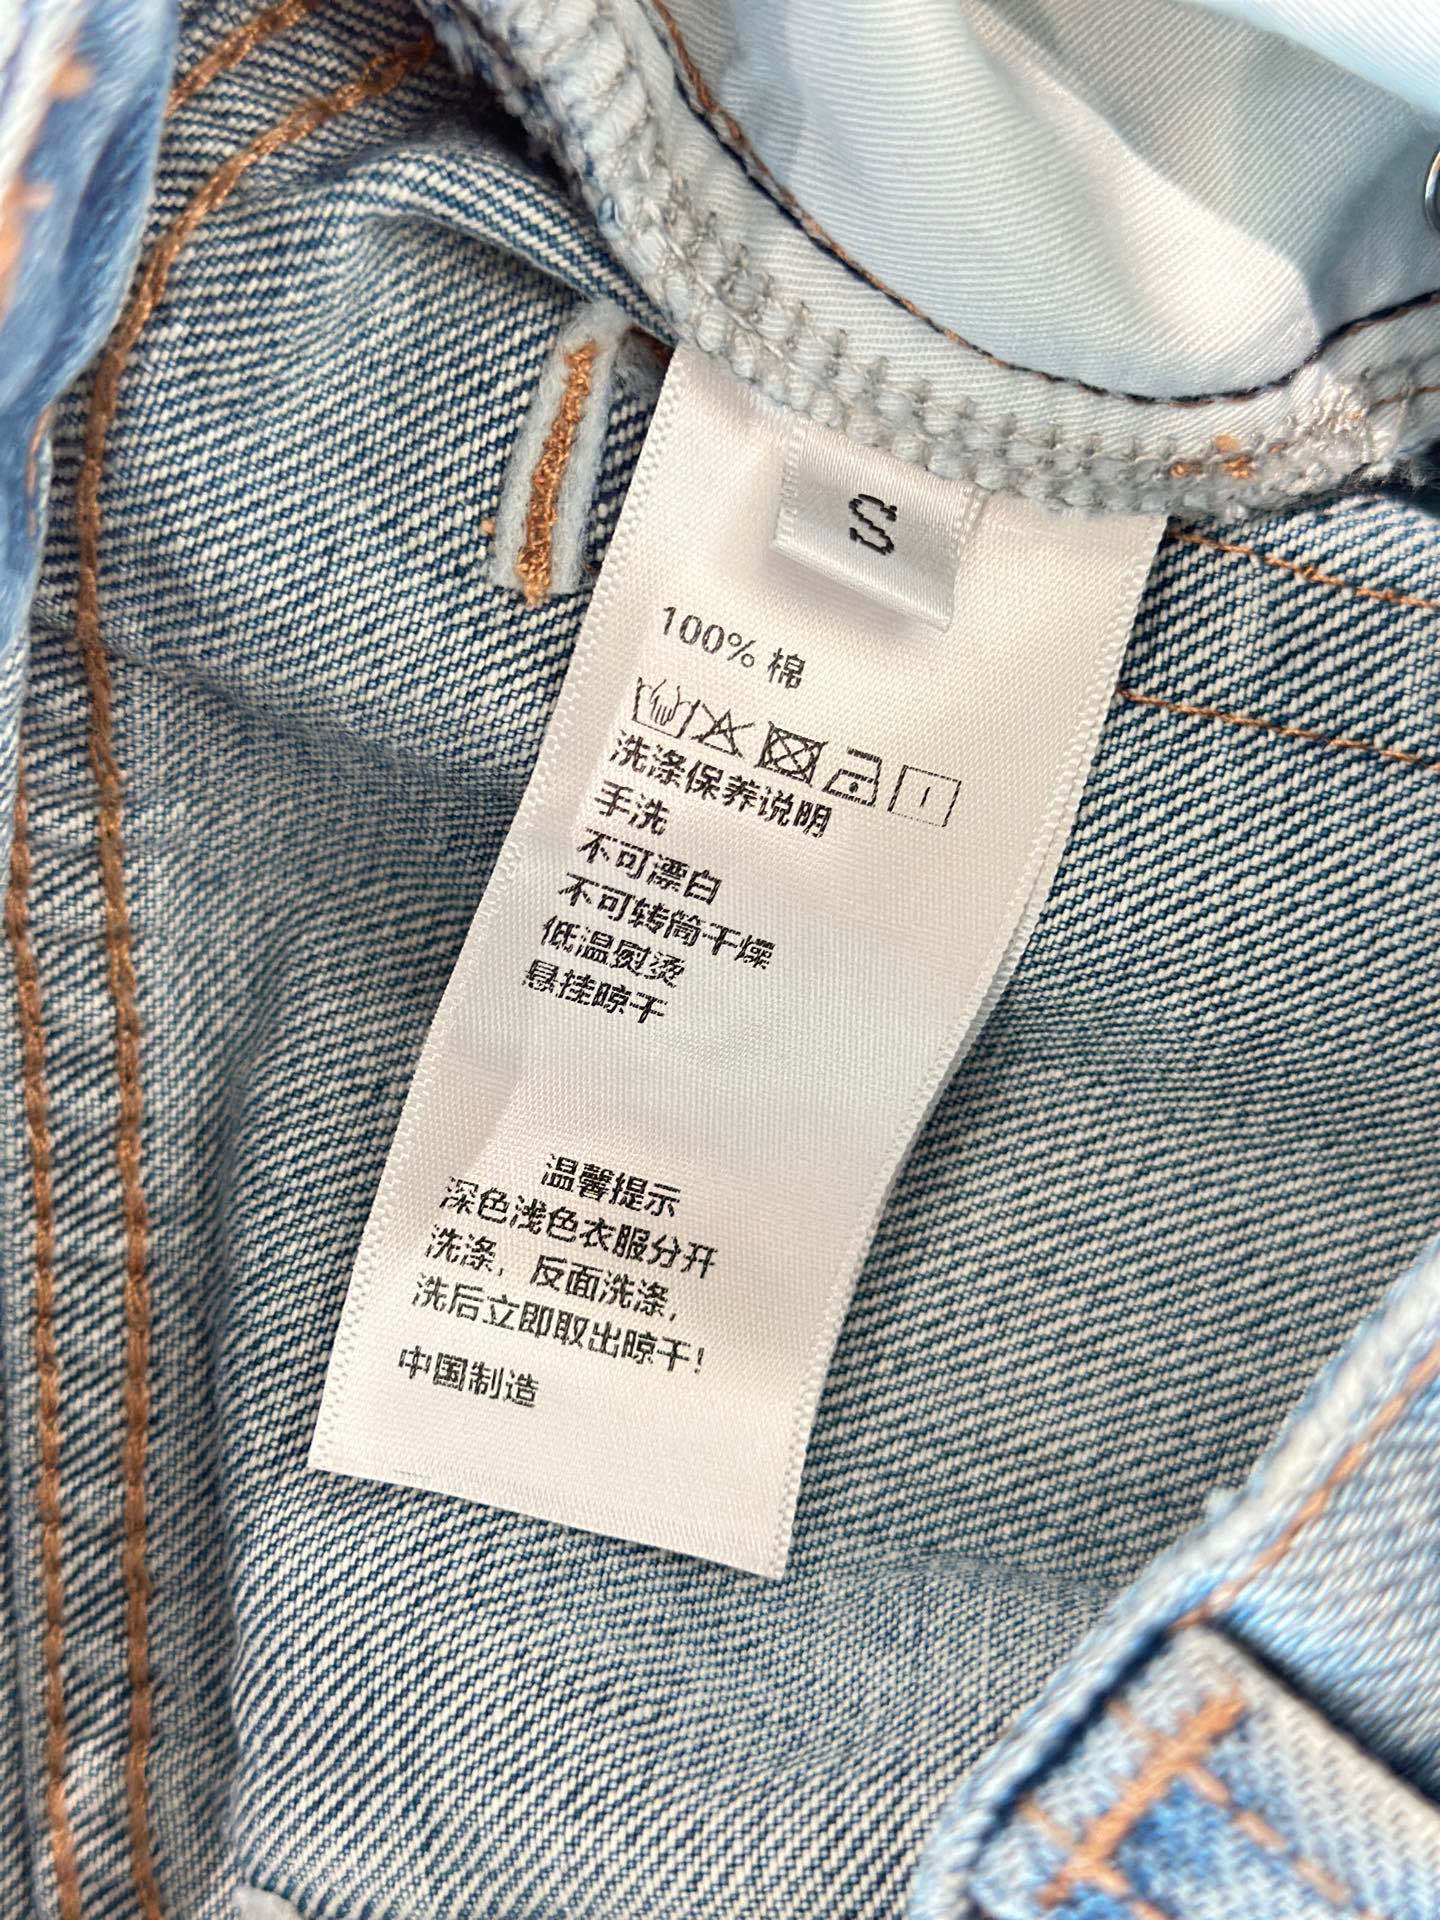 S
100% 棉
洗涤保养说明
手洗
不可漂白
不可转筒干燥
低温熨烫
悬挂晾干
温馨提示
深色浅色衣服分开
洗涤，反面洗涤，
洗后立即取出晾干！
中国制造